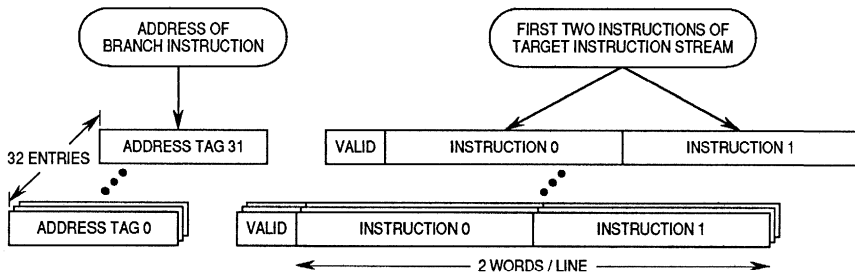 ADDRESS OF
BRANCH INSTRUCTION
FIRST TWO INSTRUCTIONS OF
TARGET INSTRUCTION STREAM
ADDRESS TAG 31
VALID
INSTRUCTION 0
INSTRUCTION 1
32 ENTRIES
ADDRESS TAG 0
VALID
INSTRUCTION 0
INSTRUCTION 1
2 WORDS / LINE